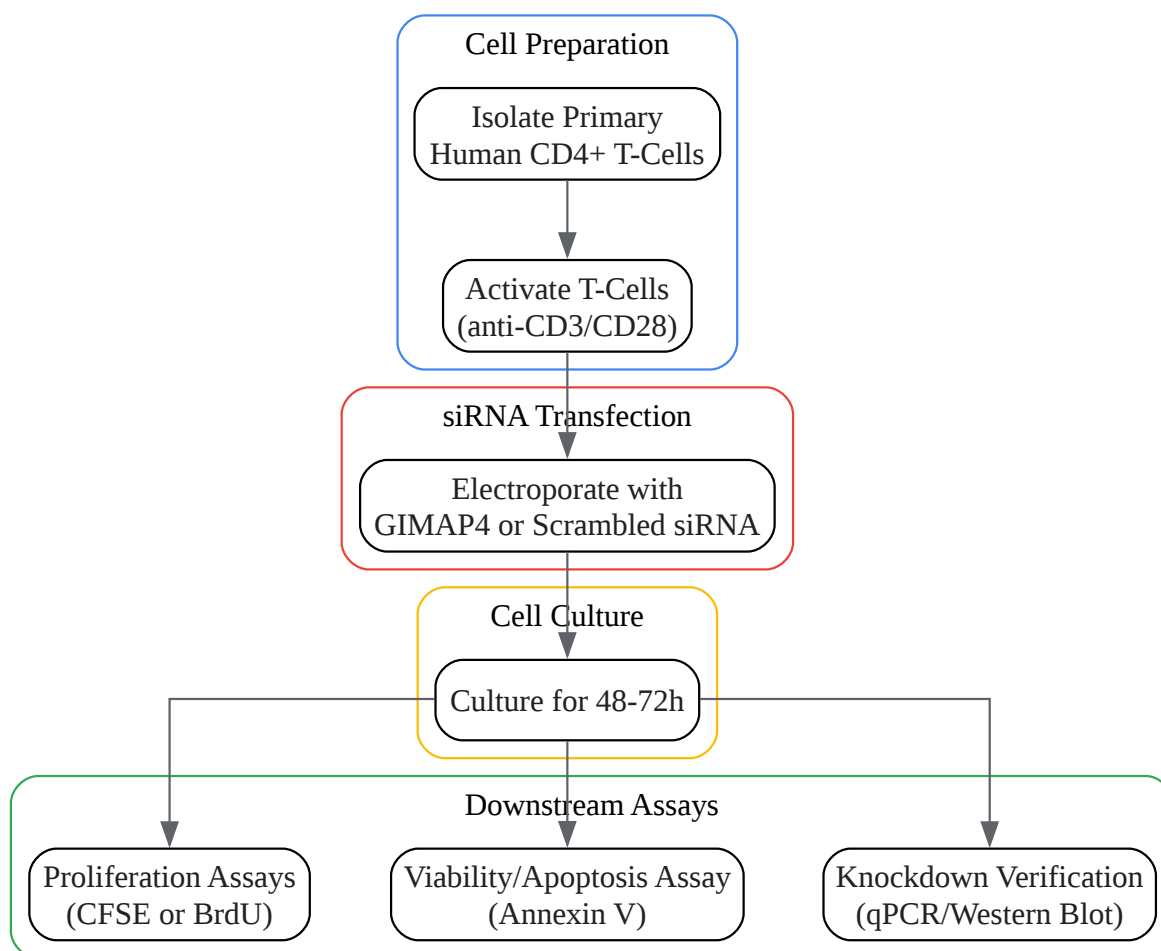 Cell Preparation
Isolate Primary
Human CD4+ T-Cells
Activate T-Cells
(anti-CD3/CD28)
siRNA Transfection
Electroporate with
GIMAP4 or Scrambled siRNA
Cell Culture
Culture for 48-72h
Downstream Assays
Proliferation Assays
(CFSE or BrdU)
Viability/Apoptosis Assay
(Annexin V)
Knockdown Verification
(qPCR/Western Blot)